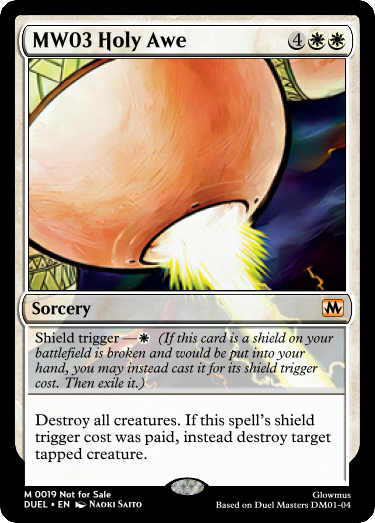 MW03 Holy Awe 4
Sorcery
Shield trigger — (If this card is a shield on your
battlefield is broken and would be put into your
hand, you may instead cast it for its shield trigger
cost. Then exile it.)
Destroy all creatures. If this spell's shield
trigger cost was paid, instead destroy target
tapped creature.
M 0019 Not for Sale
Glowmus
DUEL • EN Naoki Saito
Based on Duel Masters DM01-04